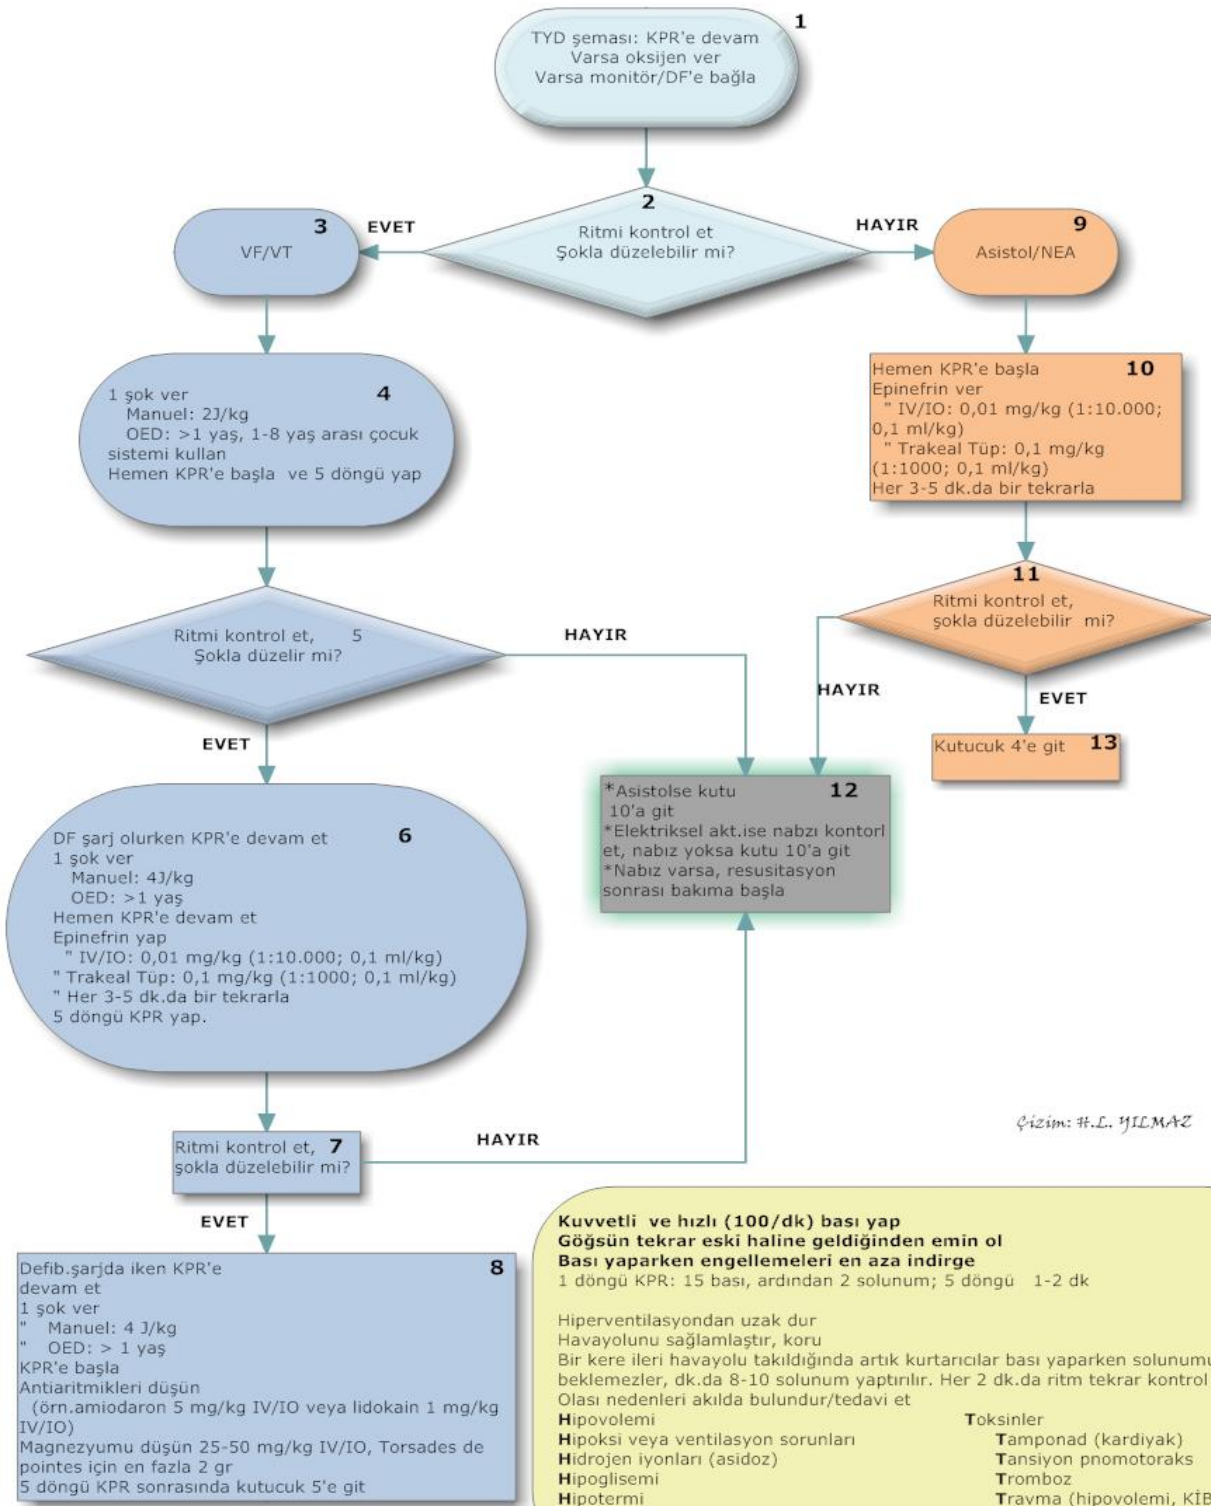 1
TYD şeması: KPR'e devam
Varsa oksijen ver
Varsa monitör/DF'e bağla
2
Ritmi kontrol et
Şokla düzelebilir mi?
EVET
HAYIR
3
VF/VT
9
Asistol/NEA
4
1 şok ver
Manuel: 2J/kg
OED: >1 yaş, 1-8 yaş arası çocuk
sistemi kullan
Hemen KPR'e başla ve 5 döngü yap
10
Hemen KPR'e başla
Epinefrin ver
" IV/IO: 0,01 mg/kg (1:10.000;
0,1 ml/kg)
" Trakeal Tüp: 0,1 mg/kg
(1:1000; 0,1 ml/kg)
Her 3-5 dk.da bir tekrarla
5
Ritmi kontrol et,
Şokla düzelir mi?
HAYIR
EVET
11
Ritmi kontrol et,
şokla düzelebilir mi?
HAYIR
EVET
Kutucuk 4'e git 13
12
*Asistolse kutu
10'a git
*Elektriksel akt.ise nabzı kontorl
et, nabız yoksa kutu 10'a git
*Nabız varsa, resusitasyon
sonrası bakıma başla
6
DF şarj olurken KPR'e devam et
1 şok ver
Manuel: 4J/kg
OED: >1 yaş
Hemen KPR'e devam et
Epinefrin yap
" IV/IO: 0,01 mg/kg (1:10.000; 0,1 ml/kg)
" Trakeal Tüp: 0,1 mg/kg (1:1000; 0,1 ml/kg)
" Her 3-5 dk.da bir tekrarla
5 döngü KPR yap.
Ritmi kontrol et, 7
şokla düzelebilir mi?
HAYIR
EVET
Çizim: H.L. YILMAZ
8
Defib.şarjda iken KPR'e
devam et
1 şok ver
" Manuel: 4 J/kg
" OED: > 1 yaş
KPR'e başla
Antiaritmikleri düşün
(örn.amiodaron 5 mg/kg IV/IO veya lidokain 1 mg/kg
IV/IO)
Magnezyumu düşün 25-50 mg/kg IV/IO, Torsades de
pointes için en fazla 2 gr
5 döngü KPR sonrasında kutucuk 5'e git
Kuvvetli ve hızlı (100/dk) bası yap
Göğsün tekrar eski haline geldiğinden emin ol
Bası yaparken engellemeleri en aza indirge
1 döngü KPR: 15 bası, ardından 2 solunum; 5 döngü 1-2 dk
Hiperventilasyondan uzak dur
Havayolunu sağlamlaştır, koru
Bir kere ileri havayolu takıldığında artık kurtarıcılar bası yaparken solunumu
beklemezler, dk.da 8-10 solunum yaptırılır. Her 2 dk.da ritm tekrar kontrol
Olası nedenleri akılda bulundur/tedavi et
Hipovolemi
Hipoksi veya ventilasyon sorunları
Hidrojen iyonları (asidoz)
Hipoglisemi
Hipotermi
Toksinler
Tamponad (kardiyak)
Tansiyon pnomotoraks
Tromboz
Travma (hipovolemi, KİB